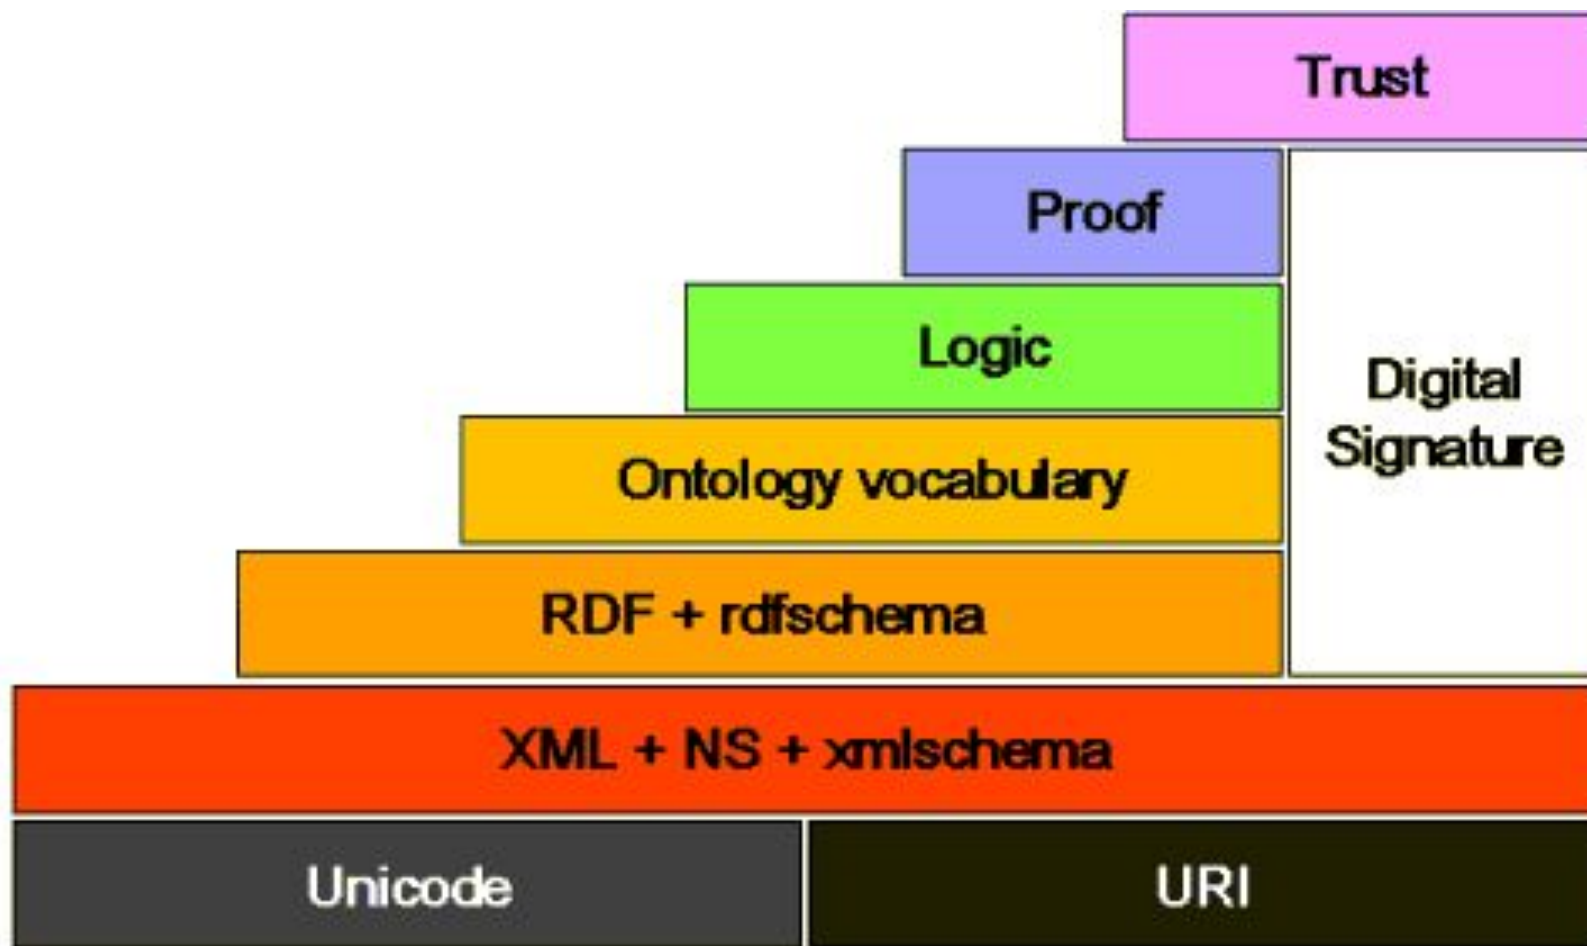 Trust
Proof
Logic
Digital
Signature
Ontology vocabulary
RDF + rdfschema
XML + NS + xmlschema
Unicode
URI